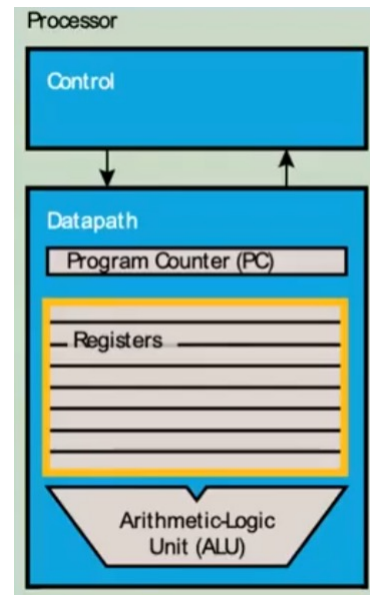 Processor
Control
Datapath
Program Counter (PC)
Registers
Arithmetic-Logic
Unit (ALU)